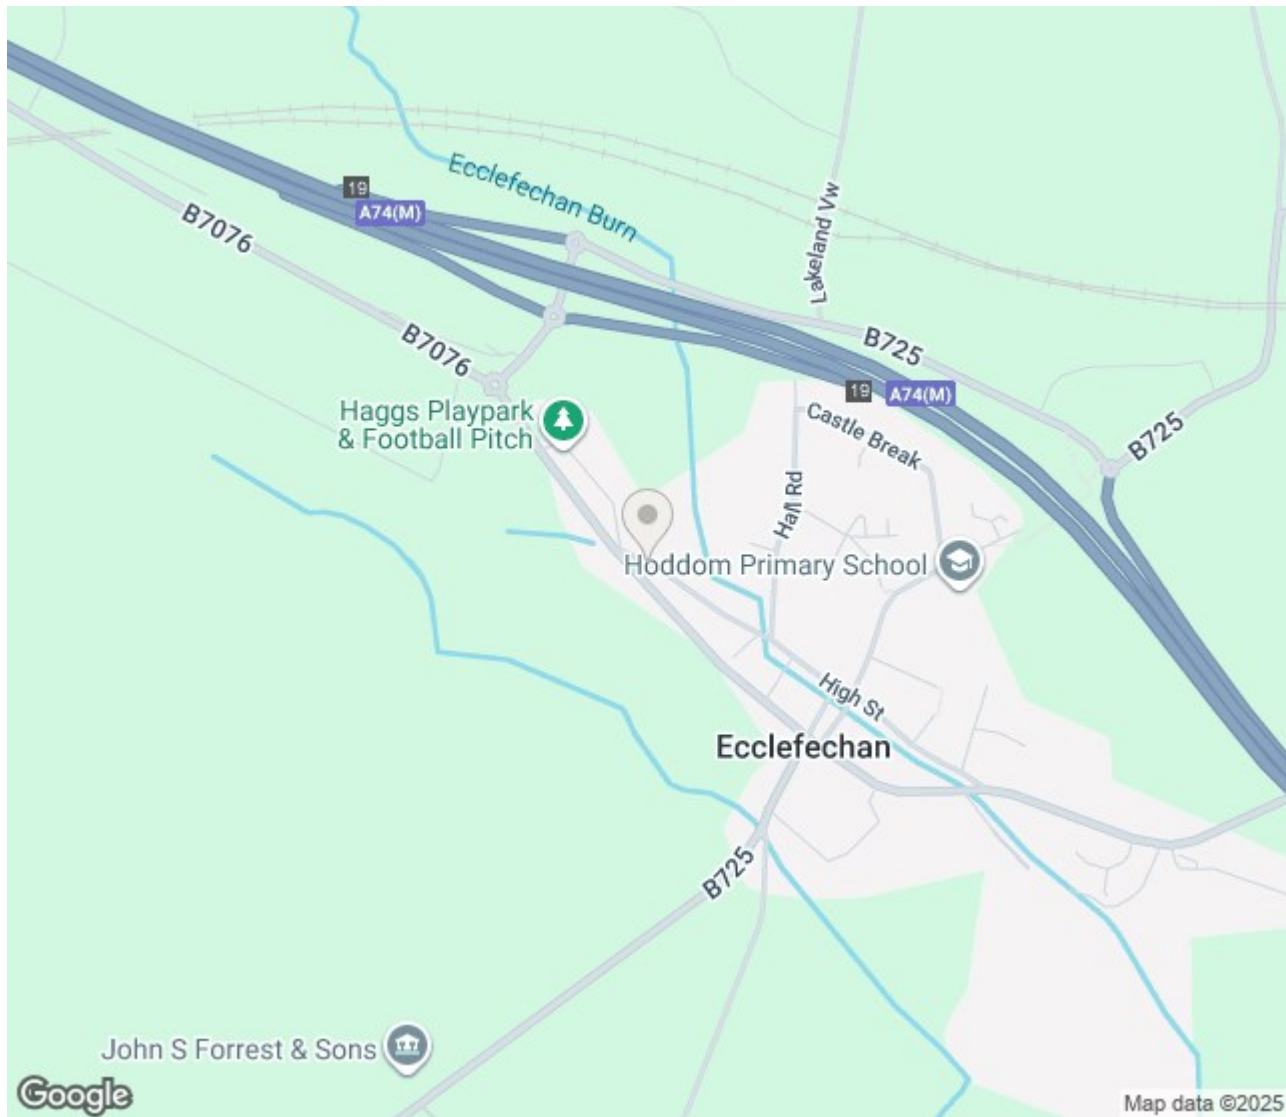 Ecclefechan Burn
19
A74(M)
B7076
Lakeland Vw
B7076
B725
19
A74(M)
Haggs Playpark
& Football Pitch
Castle Break
B725
Hall Rd
Hoddom Primary School
High St
Ecclefechan
B725
John S Forrest & Sons
Google
Map data ©2025